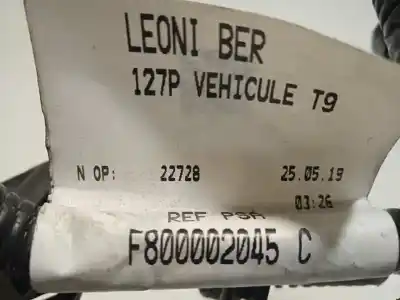 LEONI BER
127P VEHICULE T9
N OP: 22728 25.05.19
03:26
REF PSA
F800002045 C